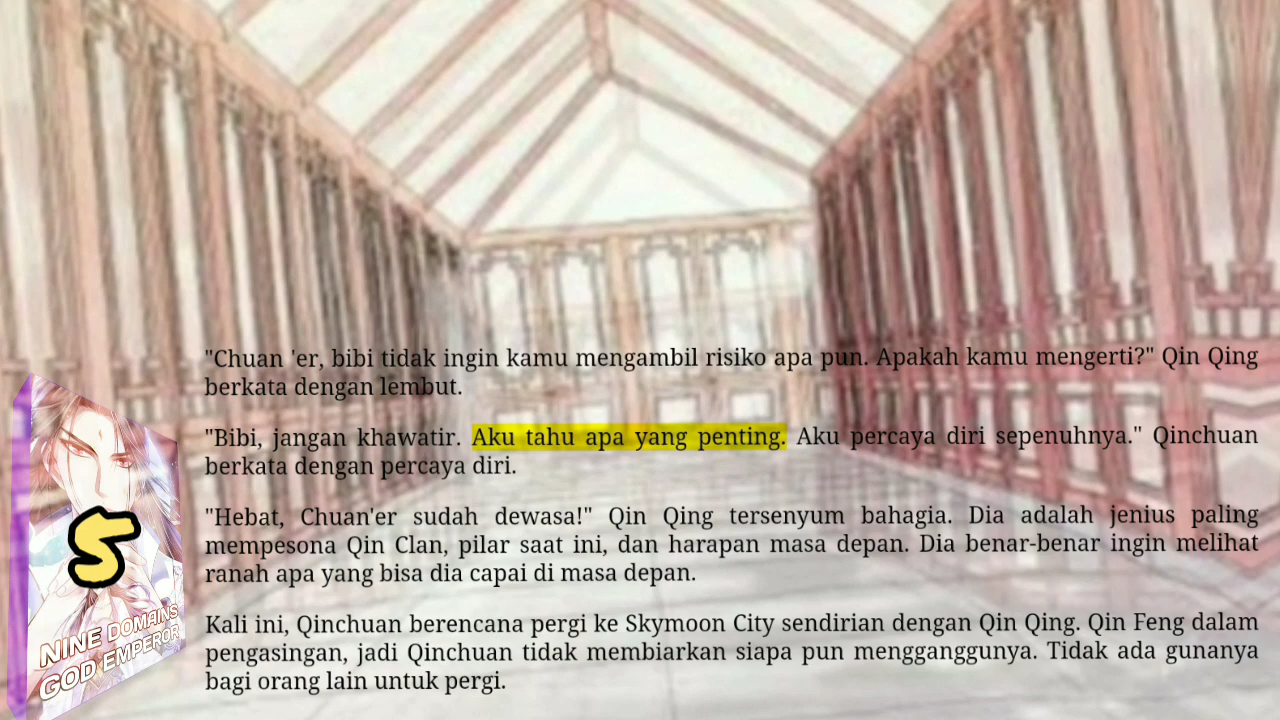 "Chuan 'er, bibi tidak ingin kamu mengambil risiko apa pun. Apakah kamu mengerti?" Qin Qing
berkata dengan lembut.
"Bibi, jangan khawatir. Aku tahu apa yang penting. Aku percaya diri sepenuhnya." Qinchuan
berkata dengan percaya diri.
"Hebat, Chuan'er sudah dewasa!" Qin Qing tersenyum bahagia. Dia adalah jenius paling
mempesona Qin Clan, pilar saat ini, dan harapan masa depan. Dia benar-benar ingin melihat
ranah apa yang bisa dia capai di masa depan.
Kali ini, Qinchuan berencana pergi ke Skymoon City sendirian dengan Qin Qing. Qin Feng dalam
pengasingan, jadi Qinchuan tidak membiarkan siapa pun mengganggunya. Tidak ada gunanya
bagi orang lain untuk pergi.
5
NINE DOMAINS
GOD EMPEROR